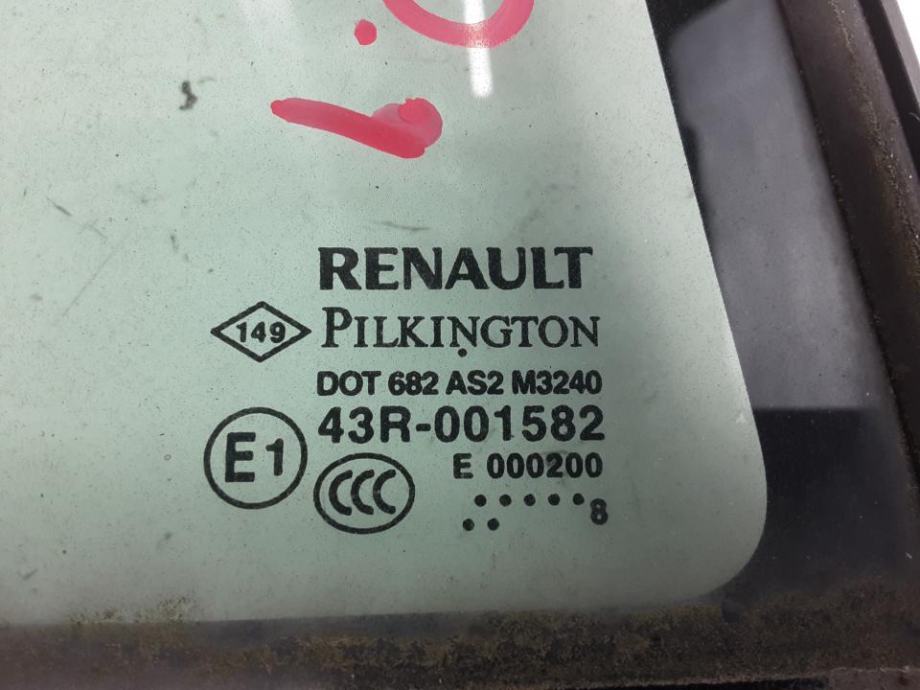 RENAULT
149 PILKINGTON
DOT 682 AS2 M3240
43R-001582
E1 E 000200
CCC 8